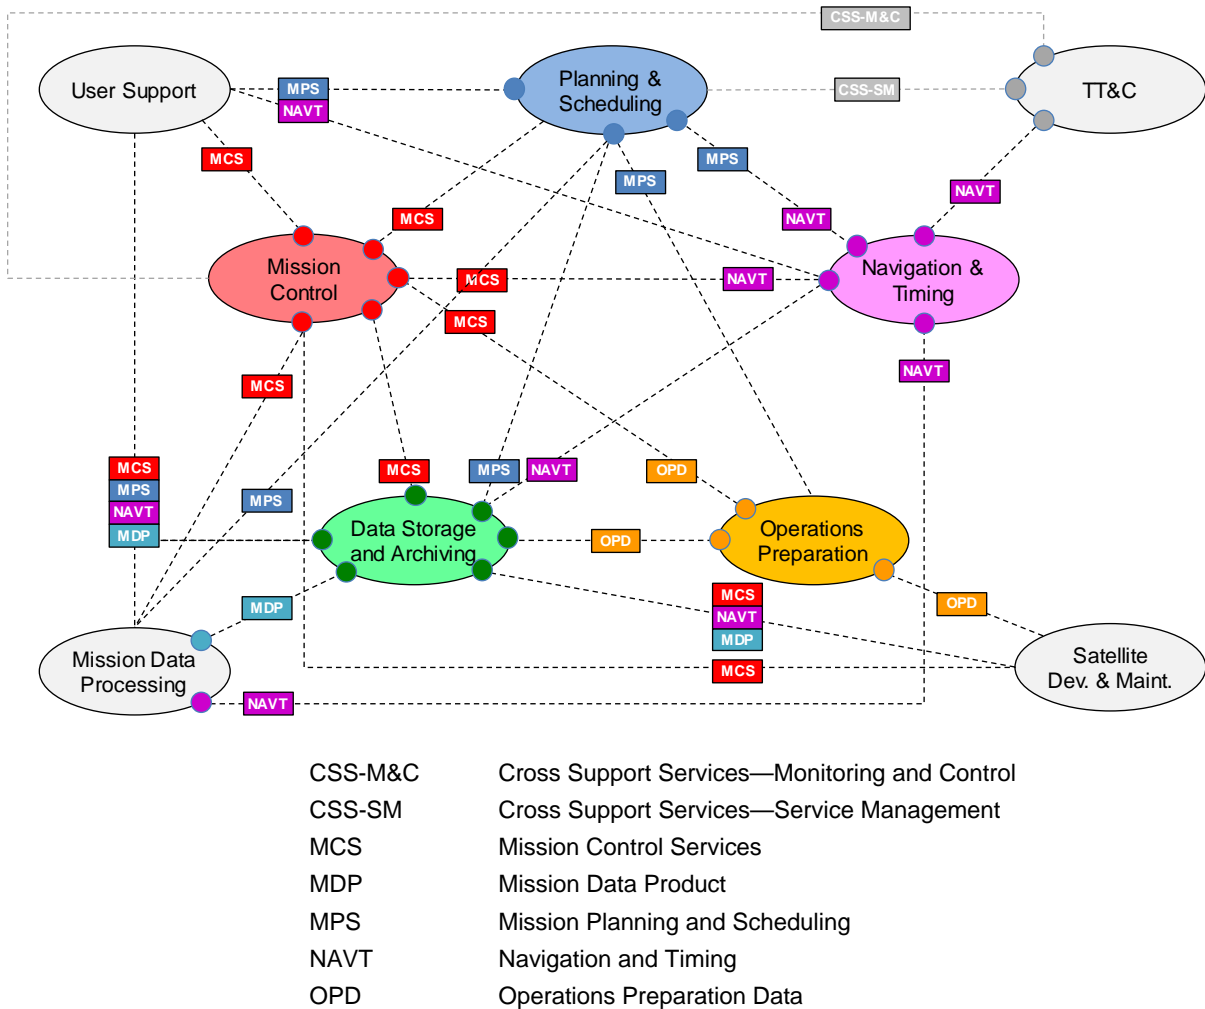 CSS-M&C
User Support
MPS
NAVT
Planning &
Scheduling
CSS-SM
TT&C
MCS
MPS
MPS
NAVT
MCS
NAVT
Mission
Control
MCS
NAVT
Navigation &
Timing
MCS
NAVT
MCS
MCS
MPS
NAVT
MDP
MPS
MCS
MPS
NAVT
OPD
Data Storage
and Archiving
OPD
Operations
Preparation
MDP
MCS
NAVT
MDP
OPD
Mission Data
Processing
MCS
Satellite
Dev. & Maint.
NAVT
CSS-M&C Cross Support Services—Monitoring and Control
CSS-SM Cross Support Services—Service Management
MCS Mission Control Services
MDP Mission Data Product
MPS Mission Planning and Scheduling
NAVT Navigation and Timing
OPD Operations Preparation Data